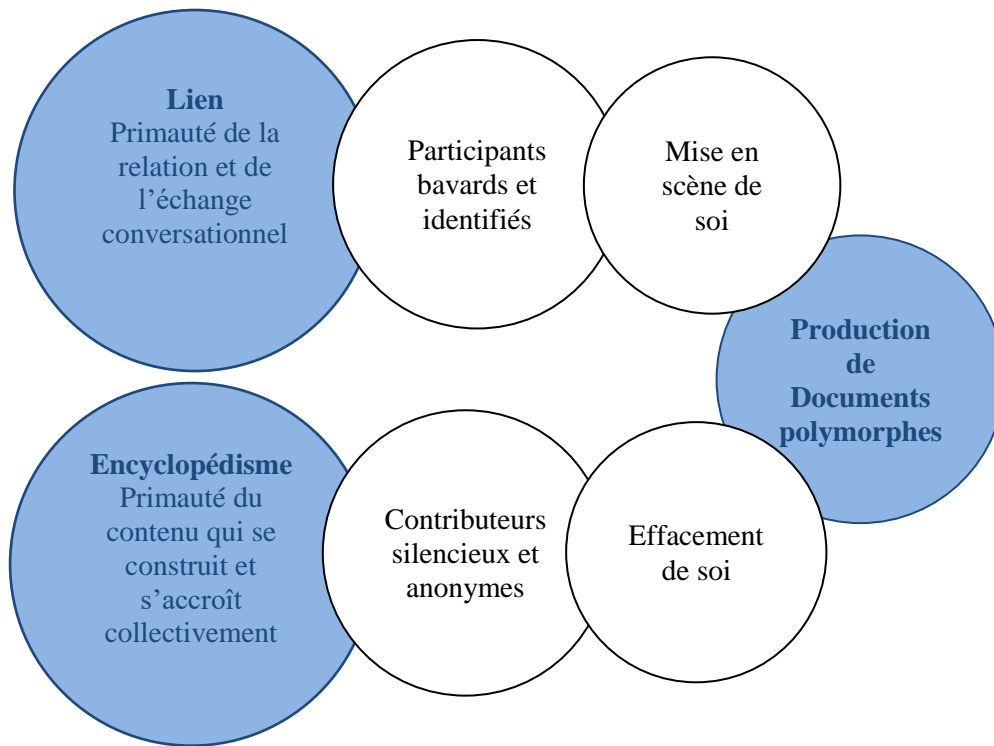 Lien
Primauté de la
relation et de
l’échange
conversationnel
Participants
bavards et
identifiés
Mise en
scène de
soi
Production
de
Documents
polymorphes
Encyclopédisme
Primauté du
contenu qui se
construit et
s’accroît
collectivement
Contributeurs
silencieux et
anonymes
Effacement
de soi